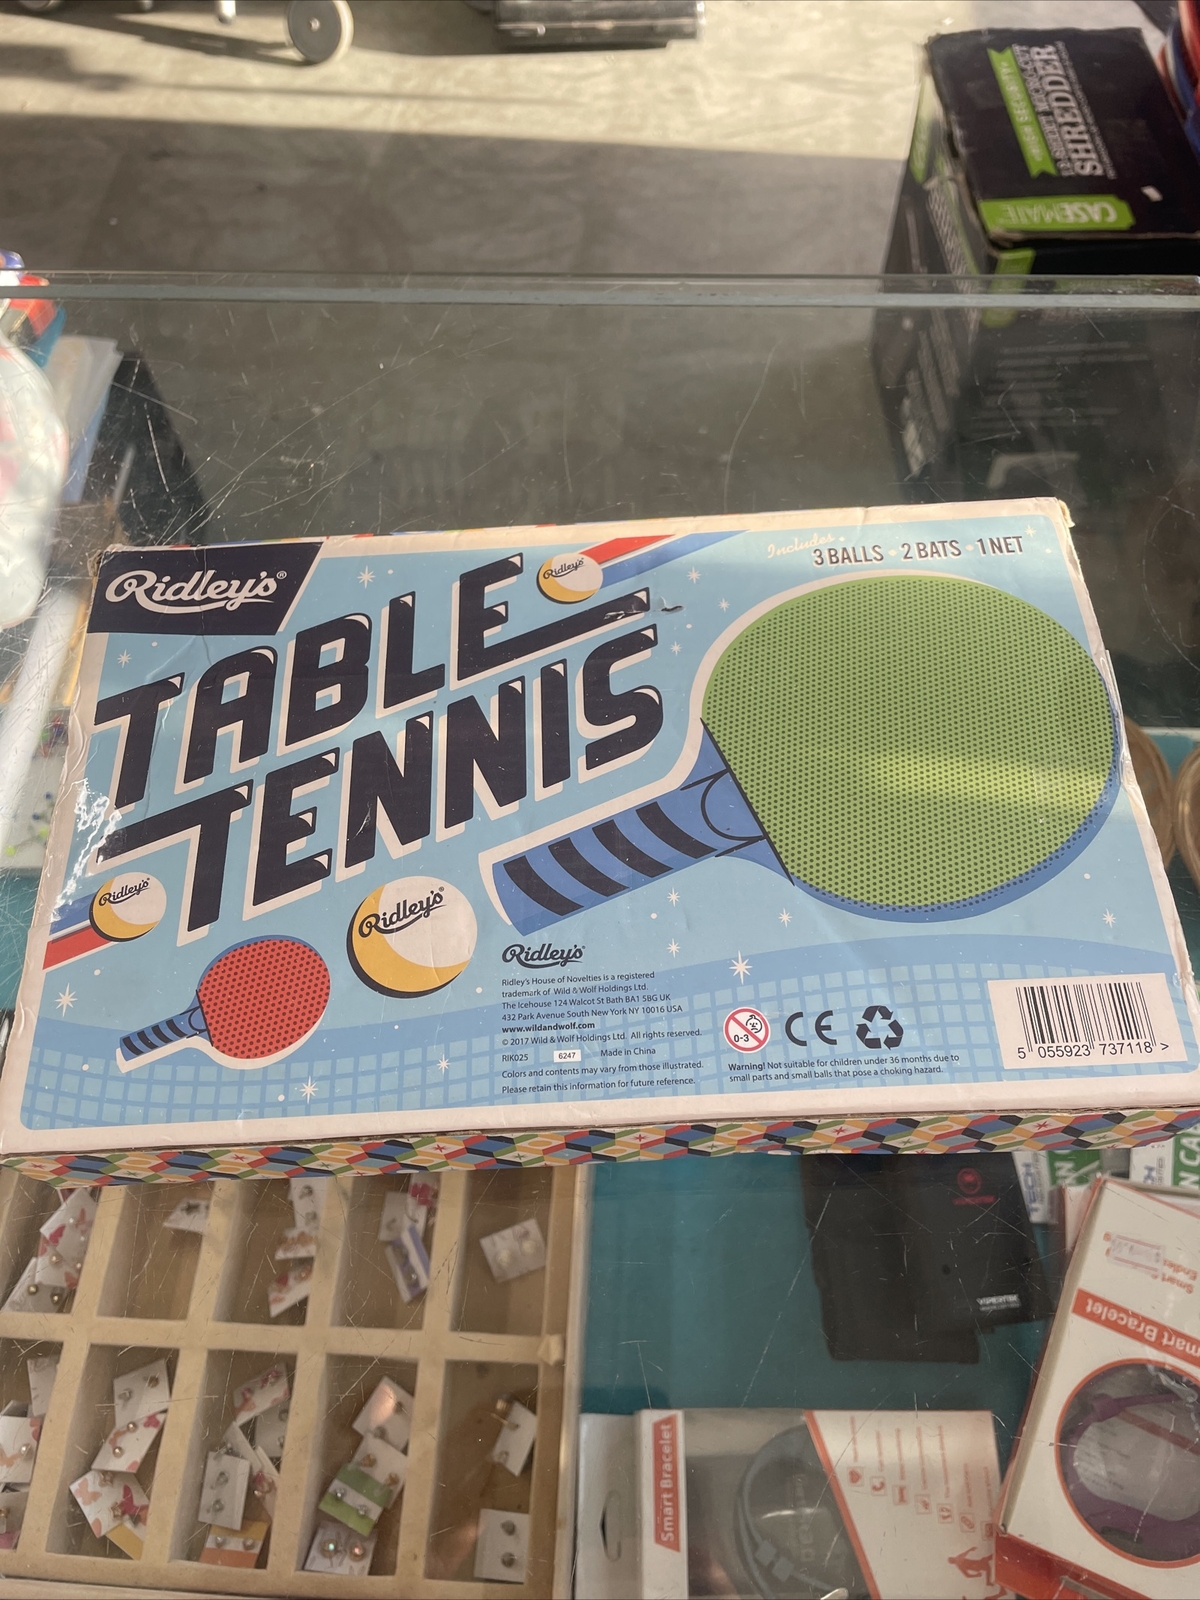 12-SHEET MICRO-CUT
SHREDDER
CASEMATE
Ridley's®
TABLE
TENNIS
Ridley's
Includes
3 BALLS • 2 BATS • 1 NET
Ridley's
Ridley's®
Ridley's®
Ridley's House of Novelties is a registered
trademark of Wild & Wolf Holdings Ltd.
The Icehouse 124 Walcot St Bath BA1 5BG UK
432 Park Avenue South New York NY 10016 USA
www.wildandwolf.com
© 2017 Wild & Wolf Holdings Ltd. All rights reserved.
RIK025 6247 Made in China
Colors and contents may vary from those illustrated.
Please retain this information for future reference.
0-3
CE
Warning! Not suitable for children under 36 months due to
small parts and small balls that pose a choking hazard.
5 055923 737118 >
Smart Bracelet
mart Bracelet